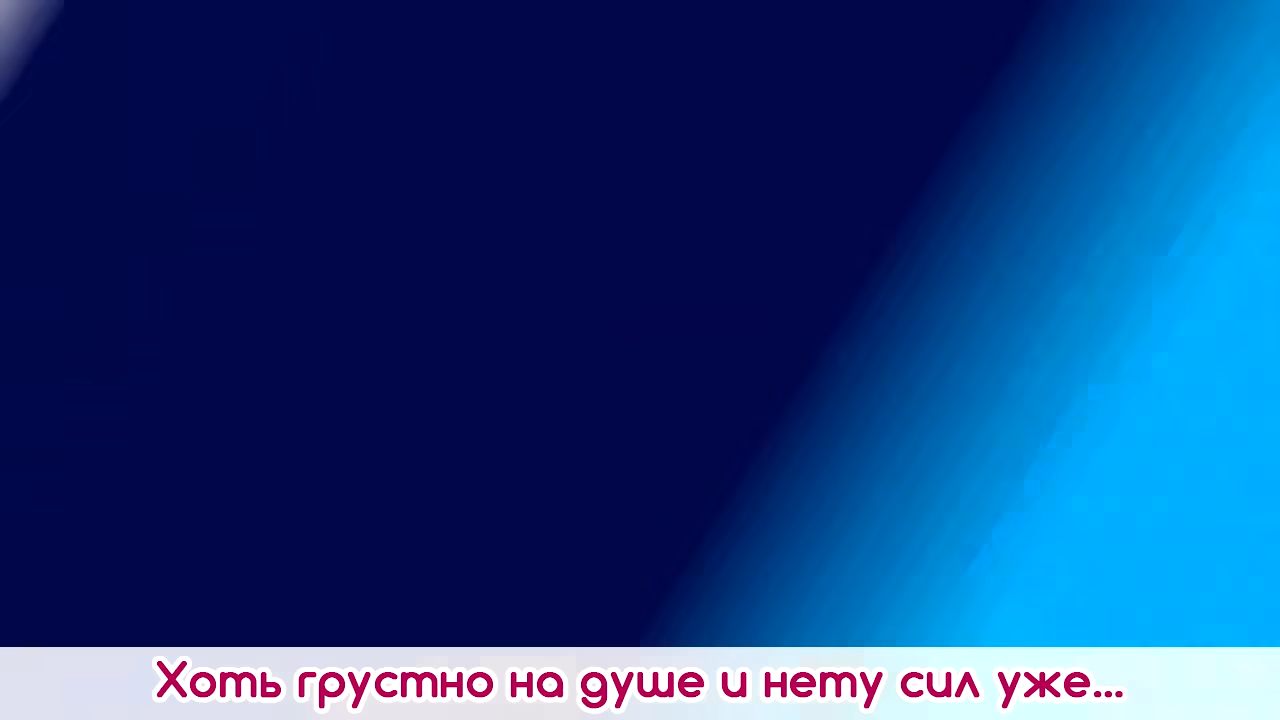 Хоть грустно на душе и нету сил уже...